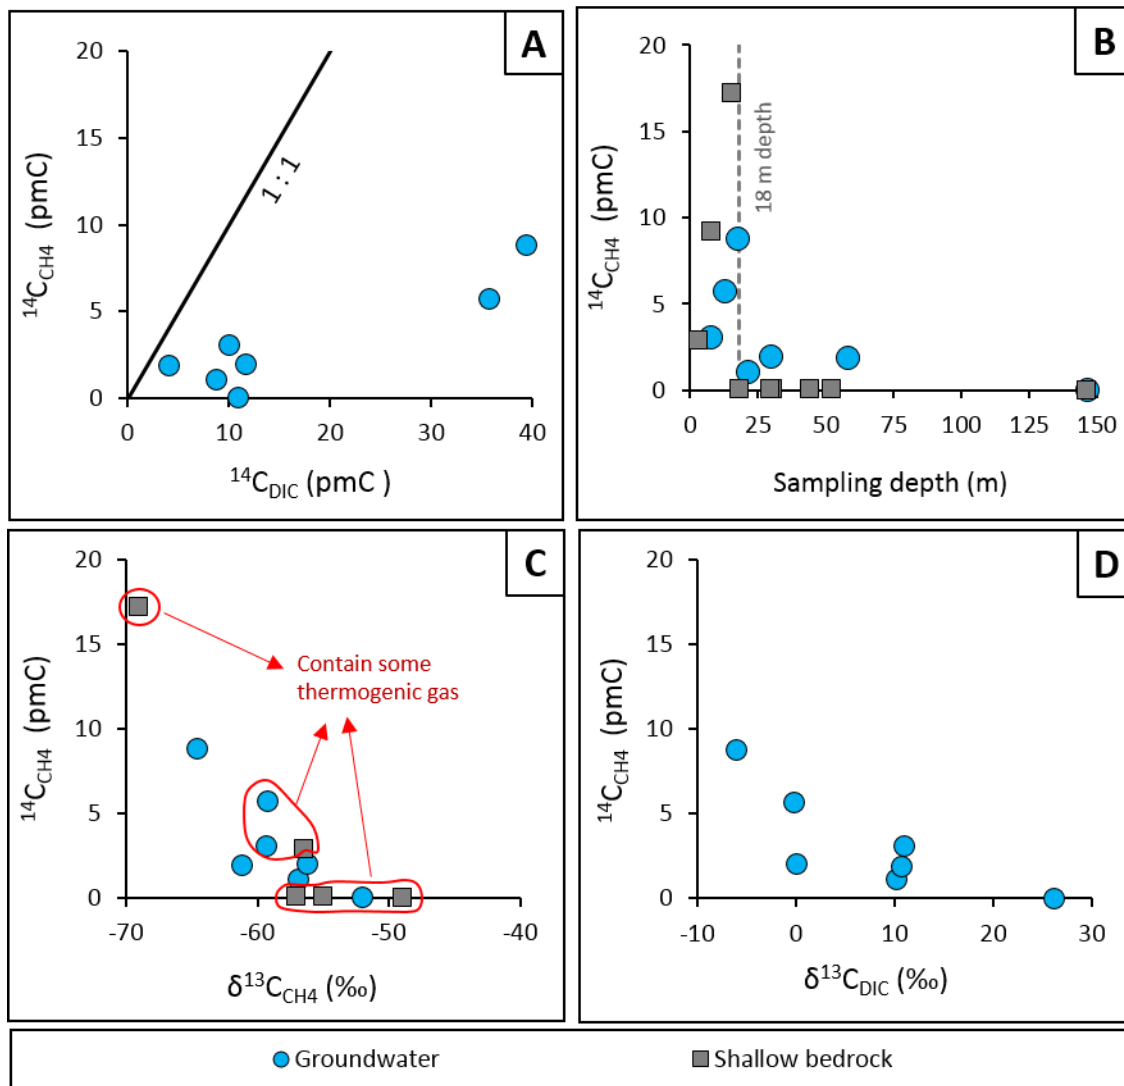 A
20
15
10
5
0
0 10 20 30 40
¹⁴C_CH4 (pmC)
1 : 1
¹⁴C_DIC (pmC )
B
20
15
10
5
0
0 25 50 75 100 125 150
¹⁴C_CH4 (pmC)
18 m depth
Sampling depth (m)
C
20
15
10
5
0
-70 -60 -50 -40
¹⁴C_CH4 (pmC)
Contain some
thermogenic gas
δ¹³C_CH4 (‰)
D
20
15
10
5
0
-10 0 10 20 30
¹⁴C_CH4 (pmC)
δ¹³C_DIC (‰)
Groundwater
Shallow bedrock